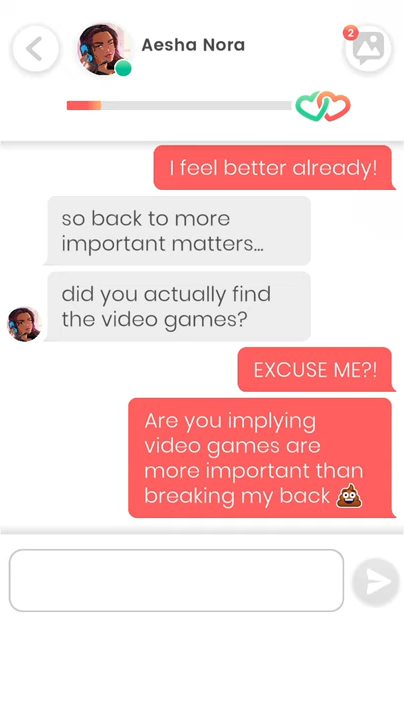 Aesha Nora
2
I feel better already!
so back to more
important matters...
did you actually find
the video games?
EXCUSE ME?!
Are you implying
video games are
more important than
breaking my back 💩